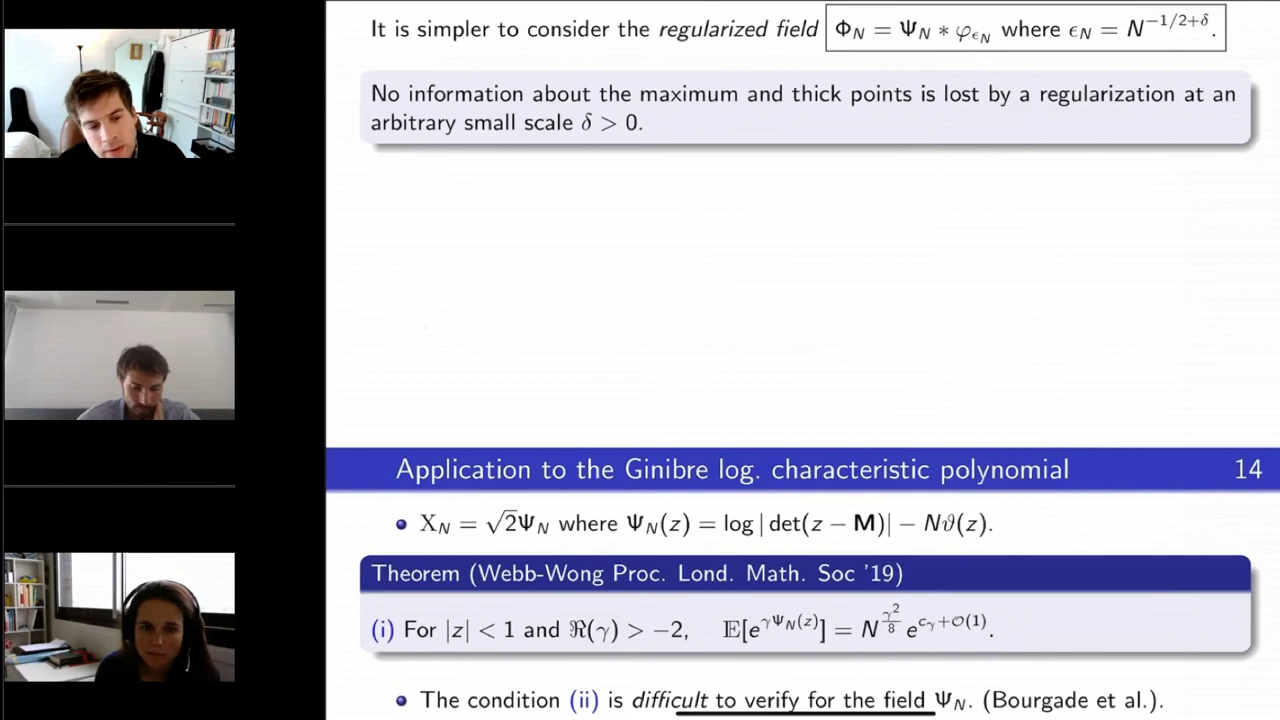 It is simpler to consider the regularized field Φ_N = Ψ_N * φ_{ϵ_N} where ϵ_N = N^{-1/2+δ}.
No information about the maximum and thick points is lost by a regularization at an
arbitrary small scale δ > 0.
Application to the Ginibre log. characteristic polynomial 14
• X_N = √2Ψ_N where Ψ_N(z) = log | det(z − M)| − Nϑ(z).
Theorem (Webb-Wong Proc. Lond. Math. Soc '19)
(i) For |z| < 1 and ℜ(γ) > −2, 𝔼[e^{γΨ_N(z)}] = N^{γ²/8} e^{c_γ+O(1)}.
• The condition (ii) is difficult to verify for the field Ψ_N. (Bourgade et al.).